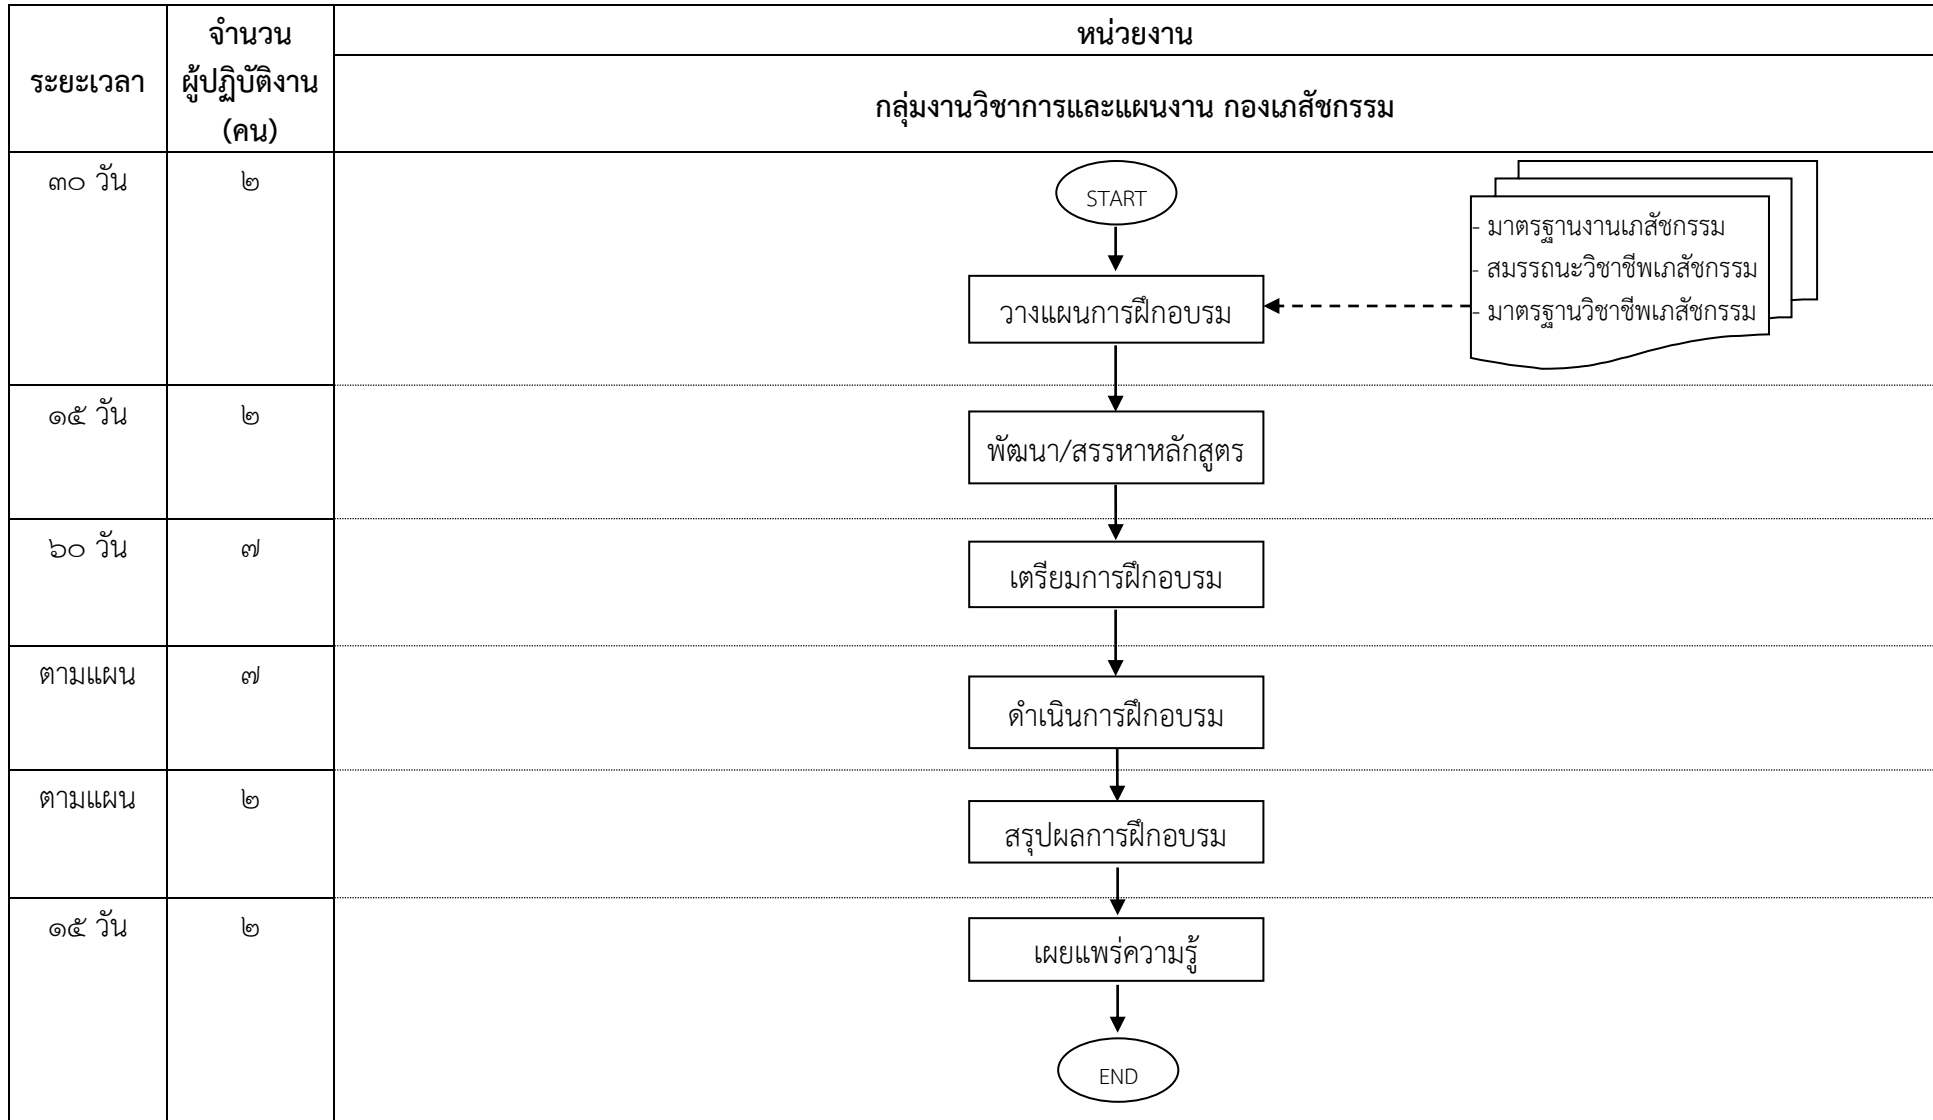 ระยะเวลา
จำนวน
ผู้ปฏิบัติงาน
(คน)
หน่วยงาน
กลุ่มงานวิชาการและแผนงาน กองเภสัชกรรม
๓๐ วัน
๒
START
- มาตรฐานงานเภสัชกรรม
- สมรรถนะวิชาชีพเภสัชกรรม
- มาตรฐานวิชาชีพเภสัชกรรม
วางแผนการฝึกอบรม
๑๕ วัน
๒
พัฒนา/สรรหาหลักสูตร
๖๐ วัน
๗
เตรียมการฝึกอบรม
ตามแผน
๗
ดำเนินการฝึกอบรม
ตามแผน
๒
สรุปผลการฝึกอบรม
๑๕ วัน
๒
เผยแพร่ความรู้
END